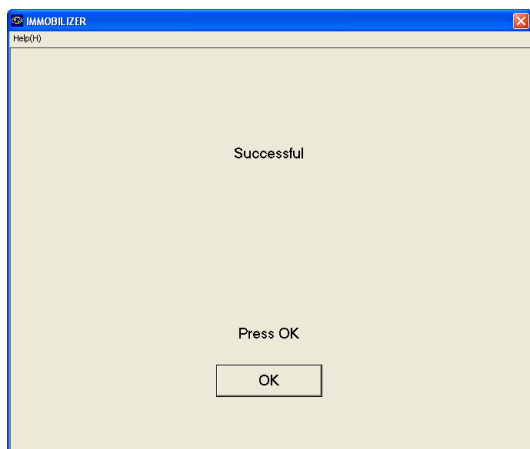 IMMOBILIZER
Help(H)
Successful
Press OK
OK